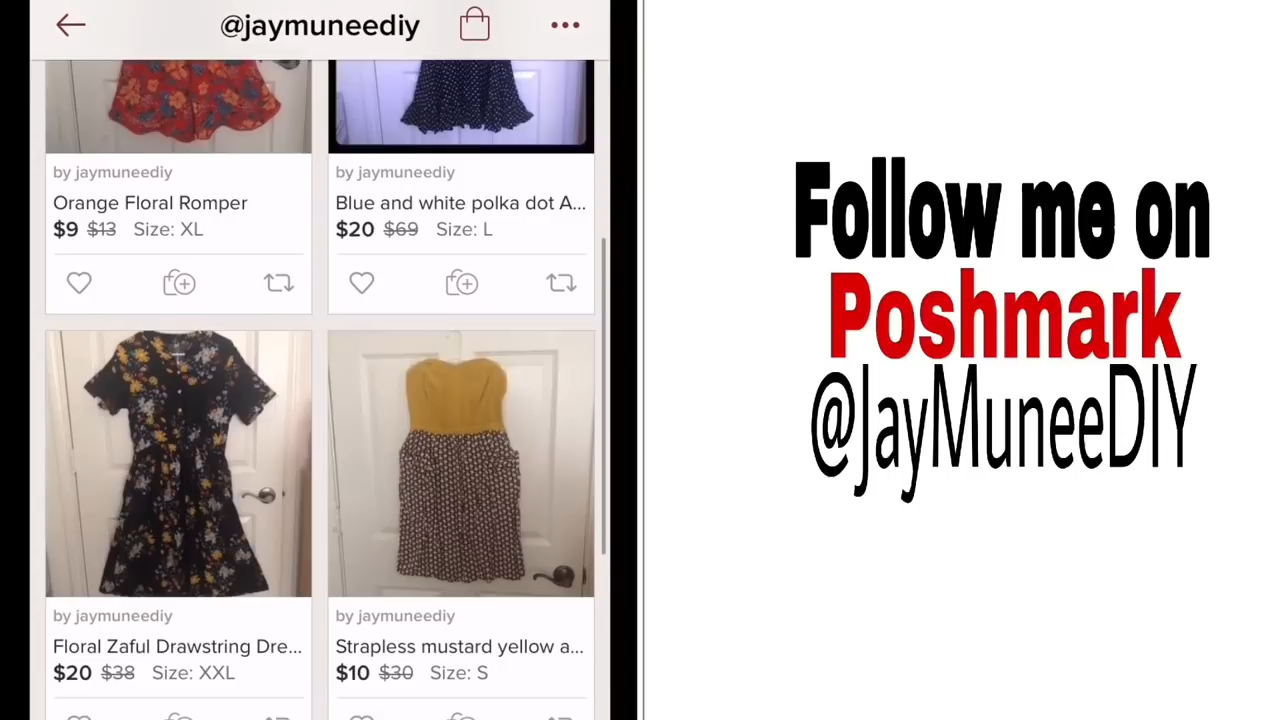 @jaymuneediy
by jaymuneediy
Orange Floral Romper
$9 $13 Size: XL
by jaymuneediy
Blue and white polka dot A...
$20 $69 Size: L
by jaymuneediy
Floral Zaful Drawstring Dre...
$20 $38 Size: XXL
by jaymuneediy
Strapless mustard yellow a...
$10 $30 Size: S
Follow me on
Poshmark
@JayMuneeDIY